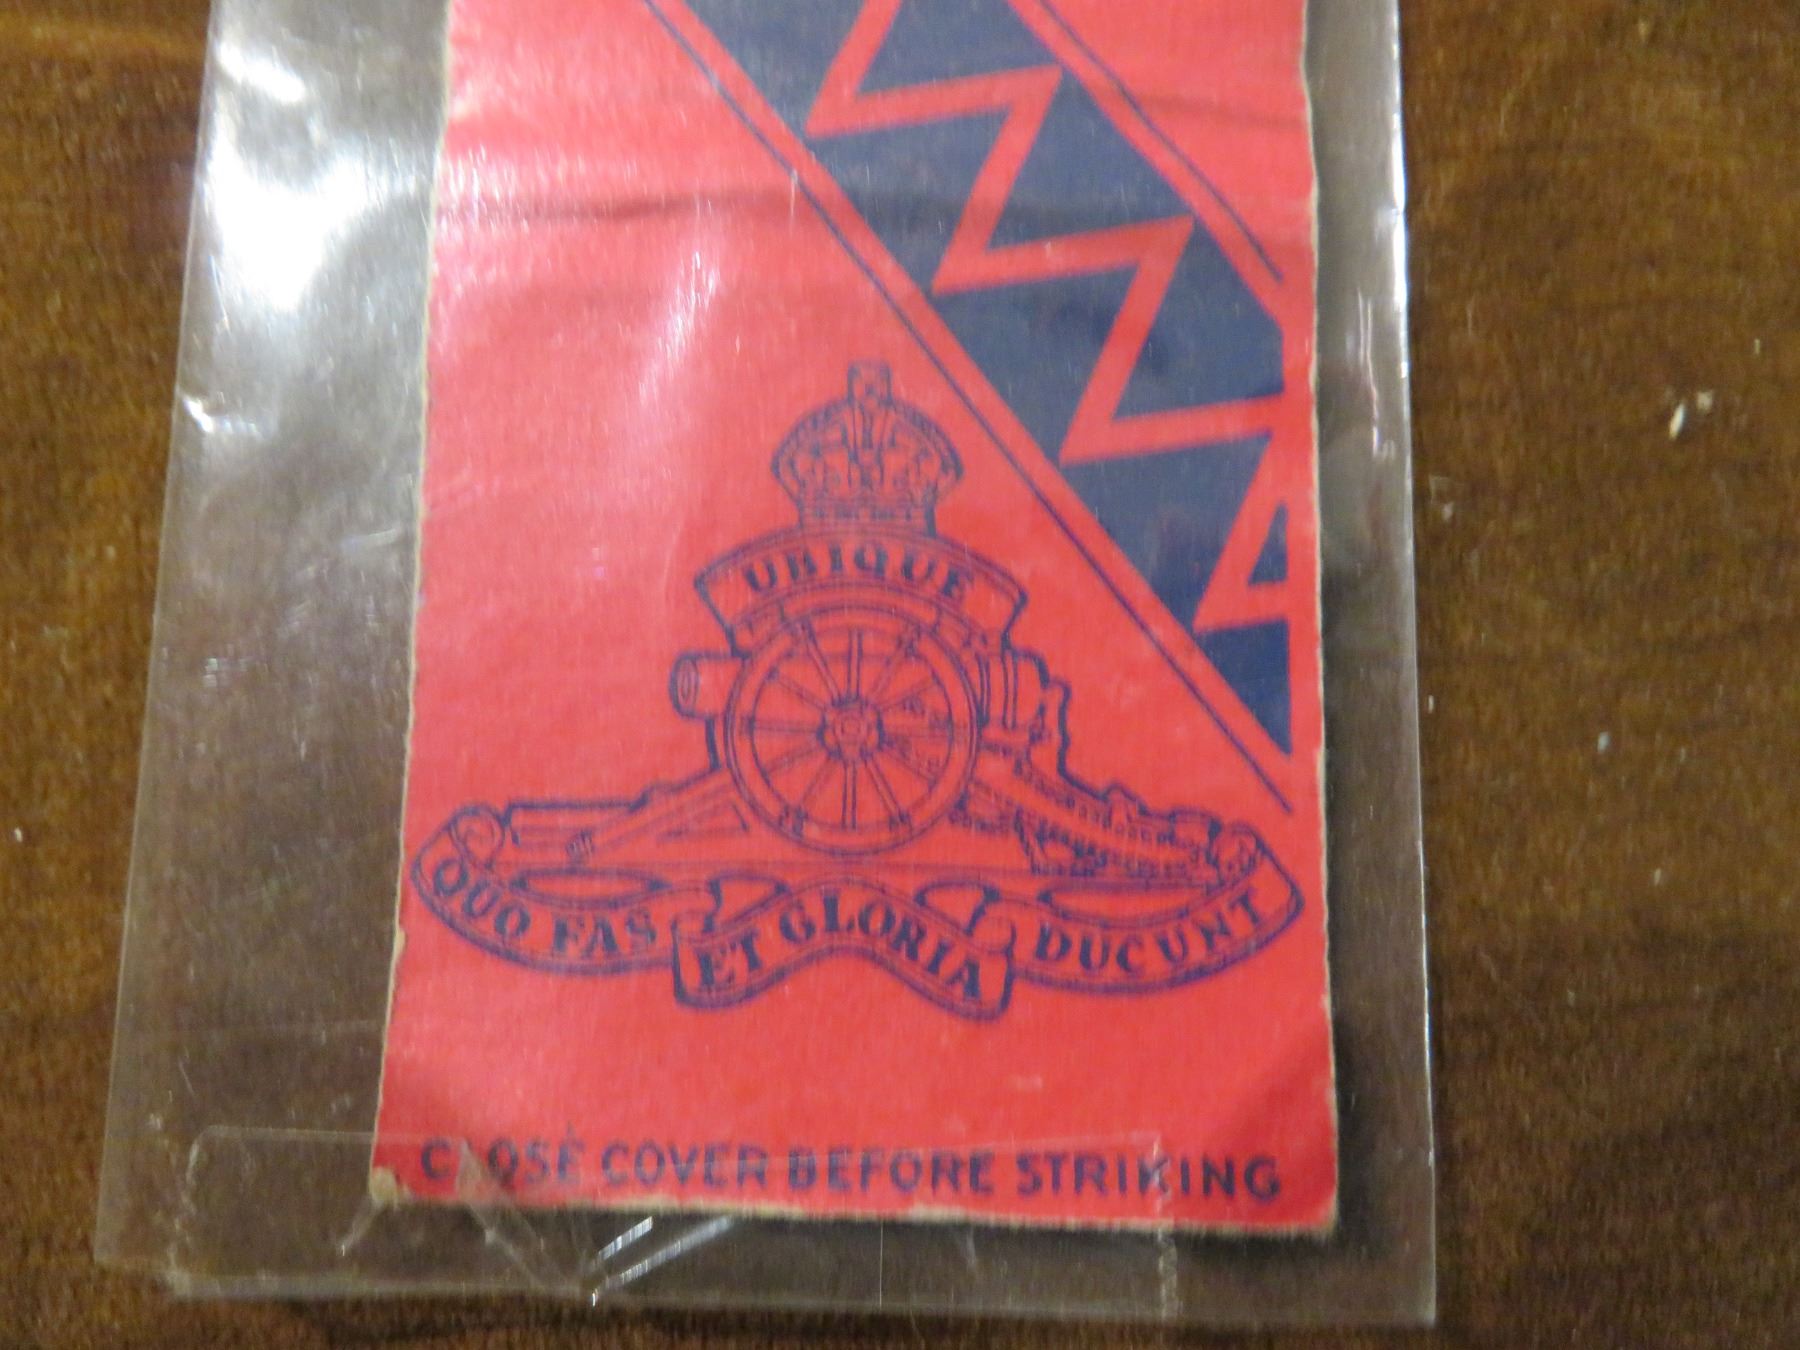 UBIQUE
QUO FAS ET GLORIA DUCUNT
CLOSE COVER BEFORE STRIKING